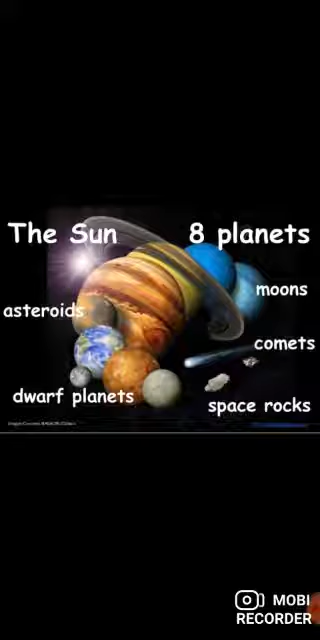 The Sun
8 planets
moons
asteroids
comets
dwarf planets
space rocks
MOBI
RECORDER